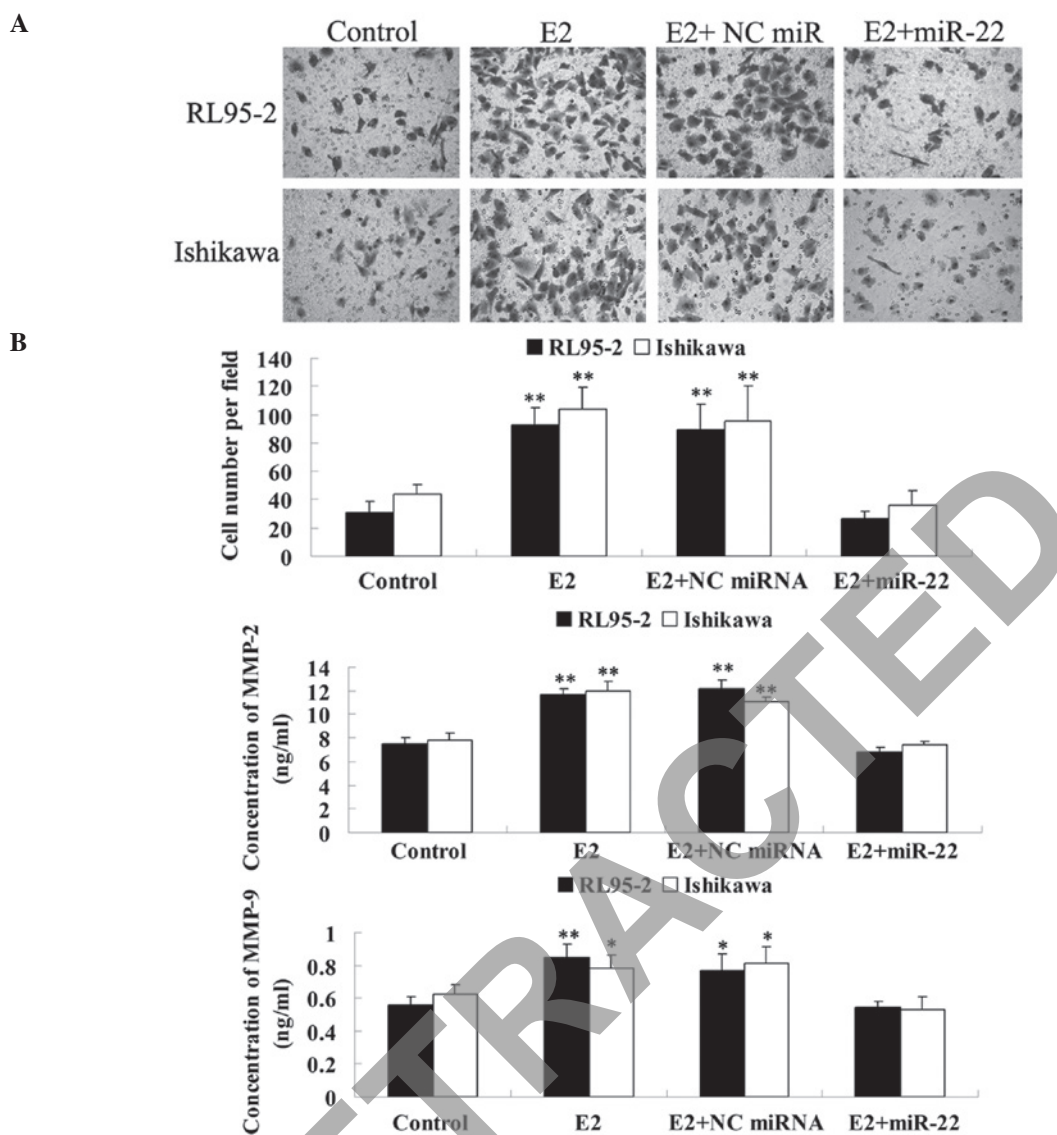 A
Control E2 E2+ NC miR E2+miR-22
RL95-2
Ishikawa
B
RL95-2 Ishikawa
Cell number per field
140
120
100
80
60
40
20
0
** ** ** **
Control E2 E2+NC miRNA E2+miR-22
RL95-2 Ishikawa
Concentration of MMP-2
(ng/ml)
14
12
10
8
6
4
2
0
** ** ** **
Control E2 E2+NC miRNA E2+miR-22
RL95-2 Ishikawa
Concentration of MMP-9
(ng/ml)
1
0.8
0.6
0.4
0.2
0
** * * *
Control E2 E2+NC miRNA E2+miR-22
TRACTED